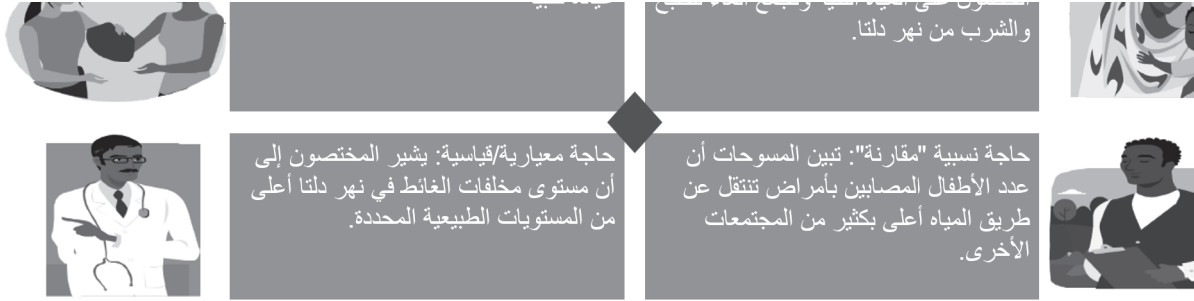 والشرب من نهر دلتا.
حاجة نسبية "مقارنة": تبين المسوحات أن
عدد الأطفال المصابين بأمراض تنتقل عن
طريق المياه أعلى بكثير من المجتمعات
الأخرى.
حاجة معيارية/قياسية: يشير المختصون إلى
أن مستوى مخلفات الغائط في نهر دلتا أعلى
من المستويات الطبيعية المحددة.